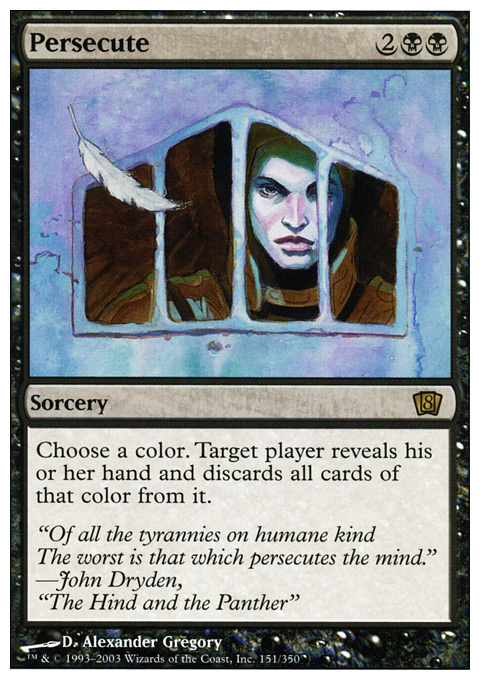 Persecute 2
Sorcery 8
Choose a color. Target player reveals his
or her hand and discards all cards of
that color from it.
“Of all the tyrannies on humane kind
The worst is that which persecutes the mind.”
—John Dryden,
“The Hind and the Panther”
D. Alexander Gregory
™ & © 1993–2003 Wizards of the Coast, Inc. 151/350